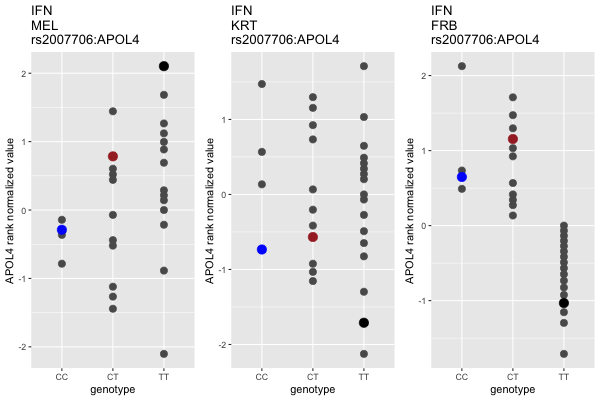 IFN
MEL
rs2007706:APOL4
APOL4 rank normalized value
2
1
0
-1
-2
CC
CT
TT
genotype
IFN
KRT
rs2007706:APOL4
APOL4 rank normalized value
1
0
-1
-2
CC
CT
TT
genotype
IFN
FRB
rs2007706:APOL4
APOL4 rank normalized value
2
1
0
-1
CC
CT
TT
genotype